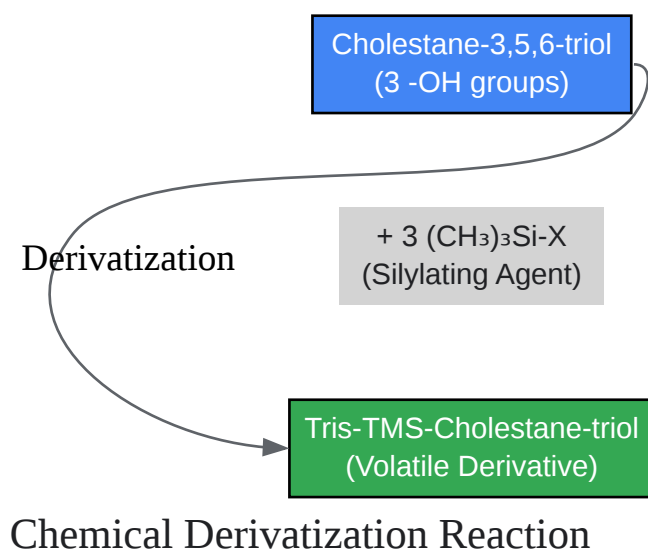 Cholestane-3,5,6-triol
(3 -OH groups)
+ 3 (CH₃)₃Si-X
(Silylating Agent)
Derivatization
Tris-TMS-Cholestane-triol
(Volatile Derivative)
Chemical Derivatization Reaction